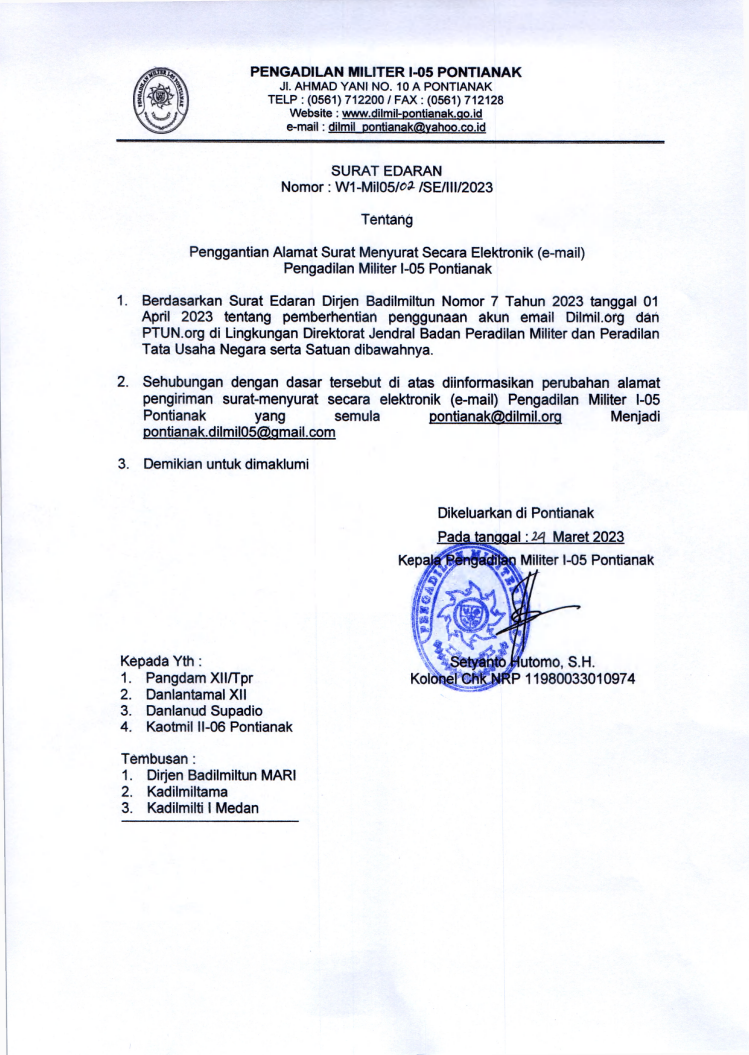 PENGADILAN MILITER I-05 PONTIANAK
Jl. AHMAD YANI NO. 10 A PONTIANAK
TELP : (0561) 712200 / FAX : (0561) 712128
Website : www.dilmil-pontianak.go.id
e-mail : dilmil_pontianak@yahoo.co.id
PENGADILAN MILITER I-05 PONTIANAK
SURAT EDARAN
Nomor : W1-Mil05/02 /SE/III/2023
Tentang
Penggantian Alamat Surat Menyurat Secara Elektronik (e-mail)
Pengadilan Militer I-05 Pontianak
1. Berdasarkan Surat Edaran Dirjen Badilmiltun Nomor 7 Tahun 2023 tanggal 01
April 2023 tentang pemberhentian penggunaan akun email Dilmil.org dan
PTUN.org di Lingkungan Direktorat Jendral Badan Peradilan Militer dan Peradilan
Tata Usaha Negara serta Satuan dibawahnya.
2. Sehubungan dengan dasar tersebut di atas diinformasikan perubahan alamat
pengiriman surat-menyurat secara elektronik (e-mail) Pengadilan Militer I-05
Pontianak yang semula pontianak@dilmil.org Menjadi
pontianak.dilmil05@gmail.com
3. Demikian untuk dimaklumi
Dikeluarkan di Pontianak
Pada tanggal : 29 Maret 2023
Kepala Pengadilan Militer I-05 Pontianak
PENGADILAN MILITER
Setyanto Hutomo, S.H.
Kolonel Chk NRP 11980033010974
Kepada Yth :
1. Pangdam XII/Tpr
2. Danlantamal XII
3. Danlanud Supadio
4. Kaotmil II-06 Pontianak
Tembusan :
1. Dirjen Badilmiltun MARI
2. Kadilmiltama
3. Kadilmilti I Medan